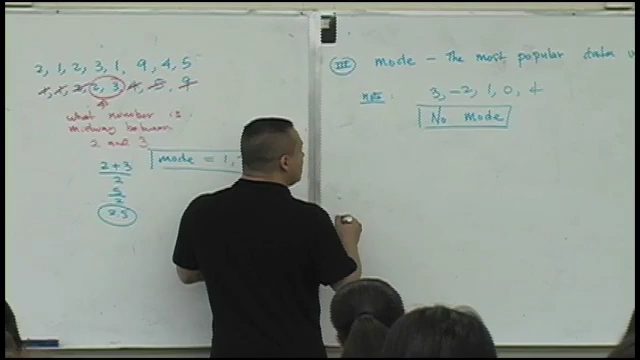 2, 1, 2, 3, 1, 9, 4, 5
1, 1, 2, 2, 3, 4, 5, 9
what number is
midway between
2 and 3
2+3
2
5
2
2.5
mode = 1,
III mode - The most popular data
note 3, -2, 1, 0, 4
No mode